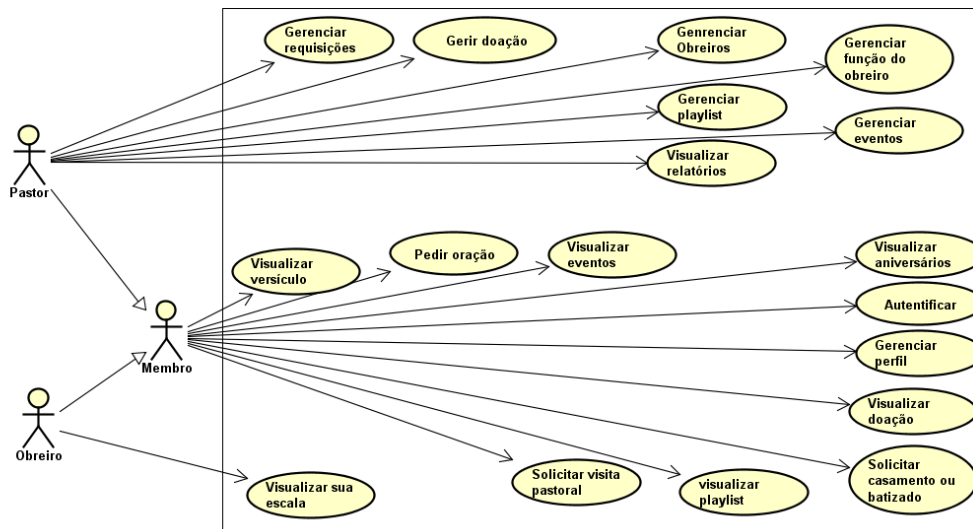 Gerenciar
requisições
Gerir doação
Genrenciar
Obreiros
Gerenciar
função do
obreiro
Gerenciar
playlist
Gerenciar
eventos
Visualizar
relatórios
Pastor
Visualizar
versículo
Pedir oração
Visualizar
eventos
Visualizar
aniversários
Autentificar
Gerenciar
perfil
Membro
Visualizar
doação
Obreiro
Visualizar sua
escala
Solicitar visita
pastoral
visualizar
playlist
Solicitar
casamento ou
batizado